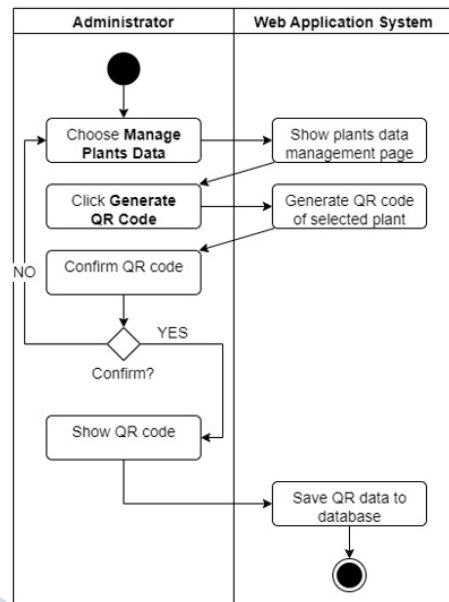 Administrator
Web Application System
Choose Manage
Plants Data
Show plants data
management page
Click Generate
QR Code
Generate QR code
of selected plant
Confirm QR code
NO
YES
Confirm?
Show QR code
Save QR data to
database